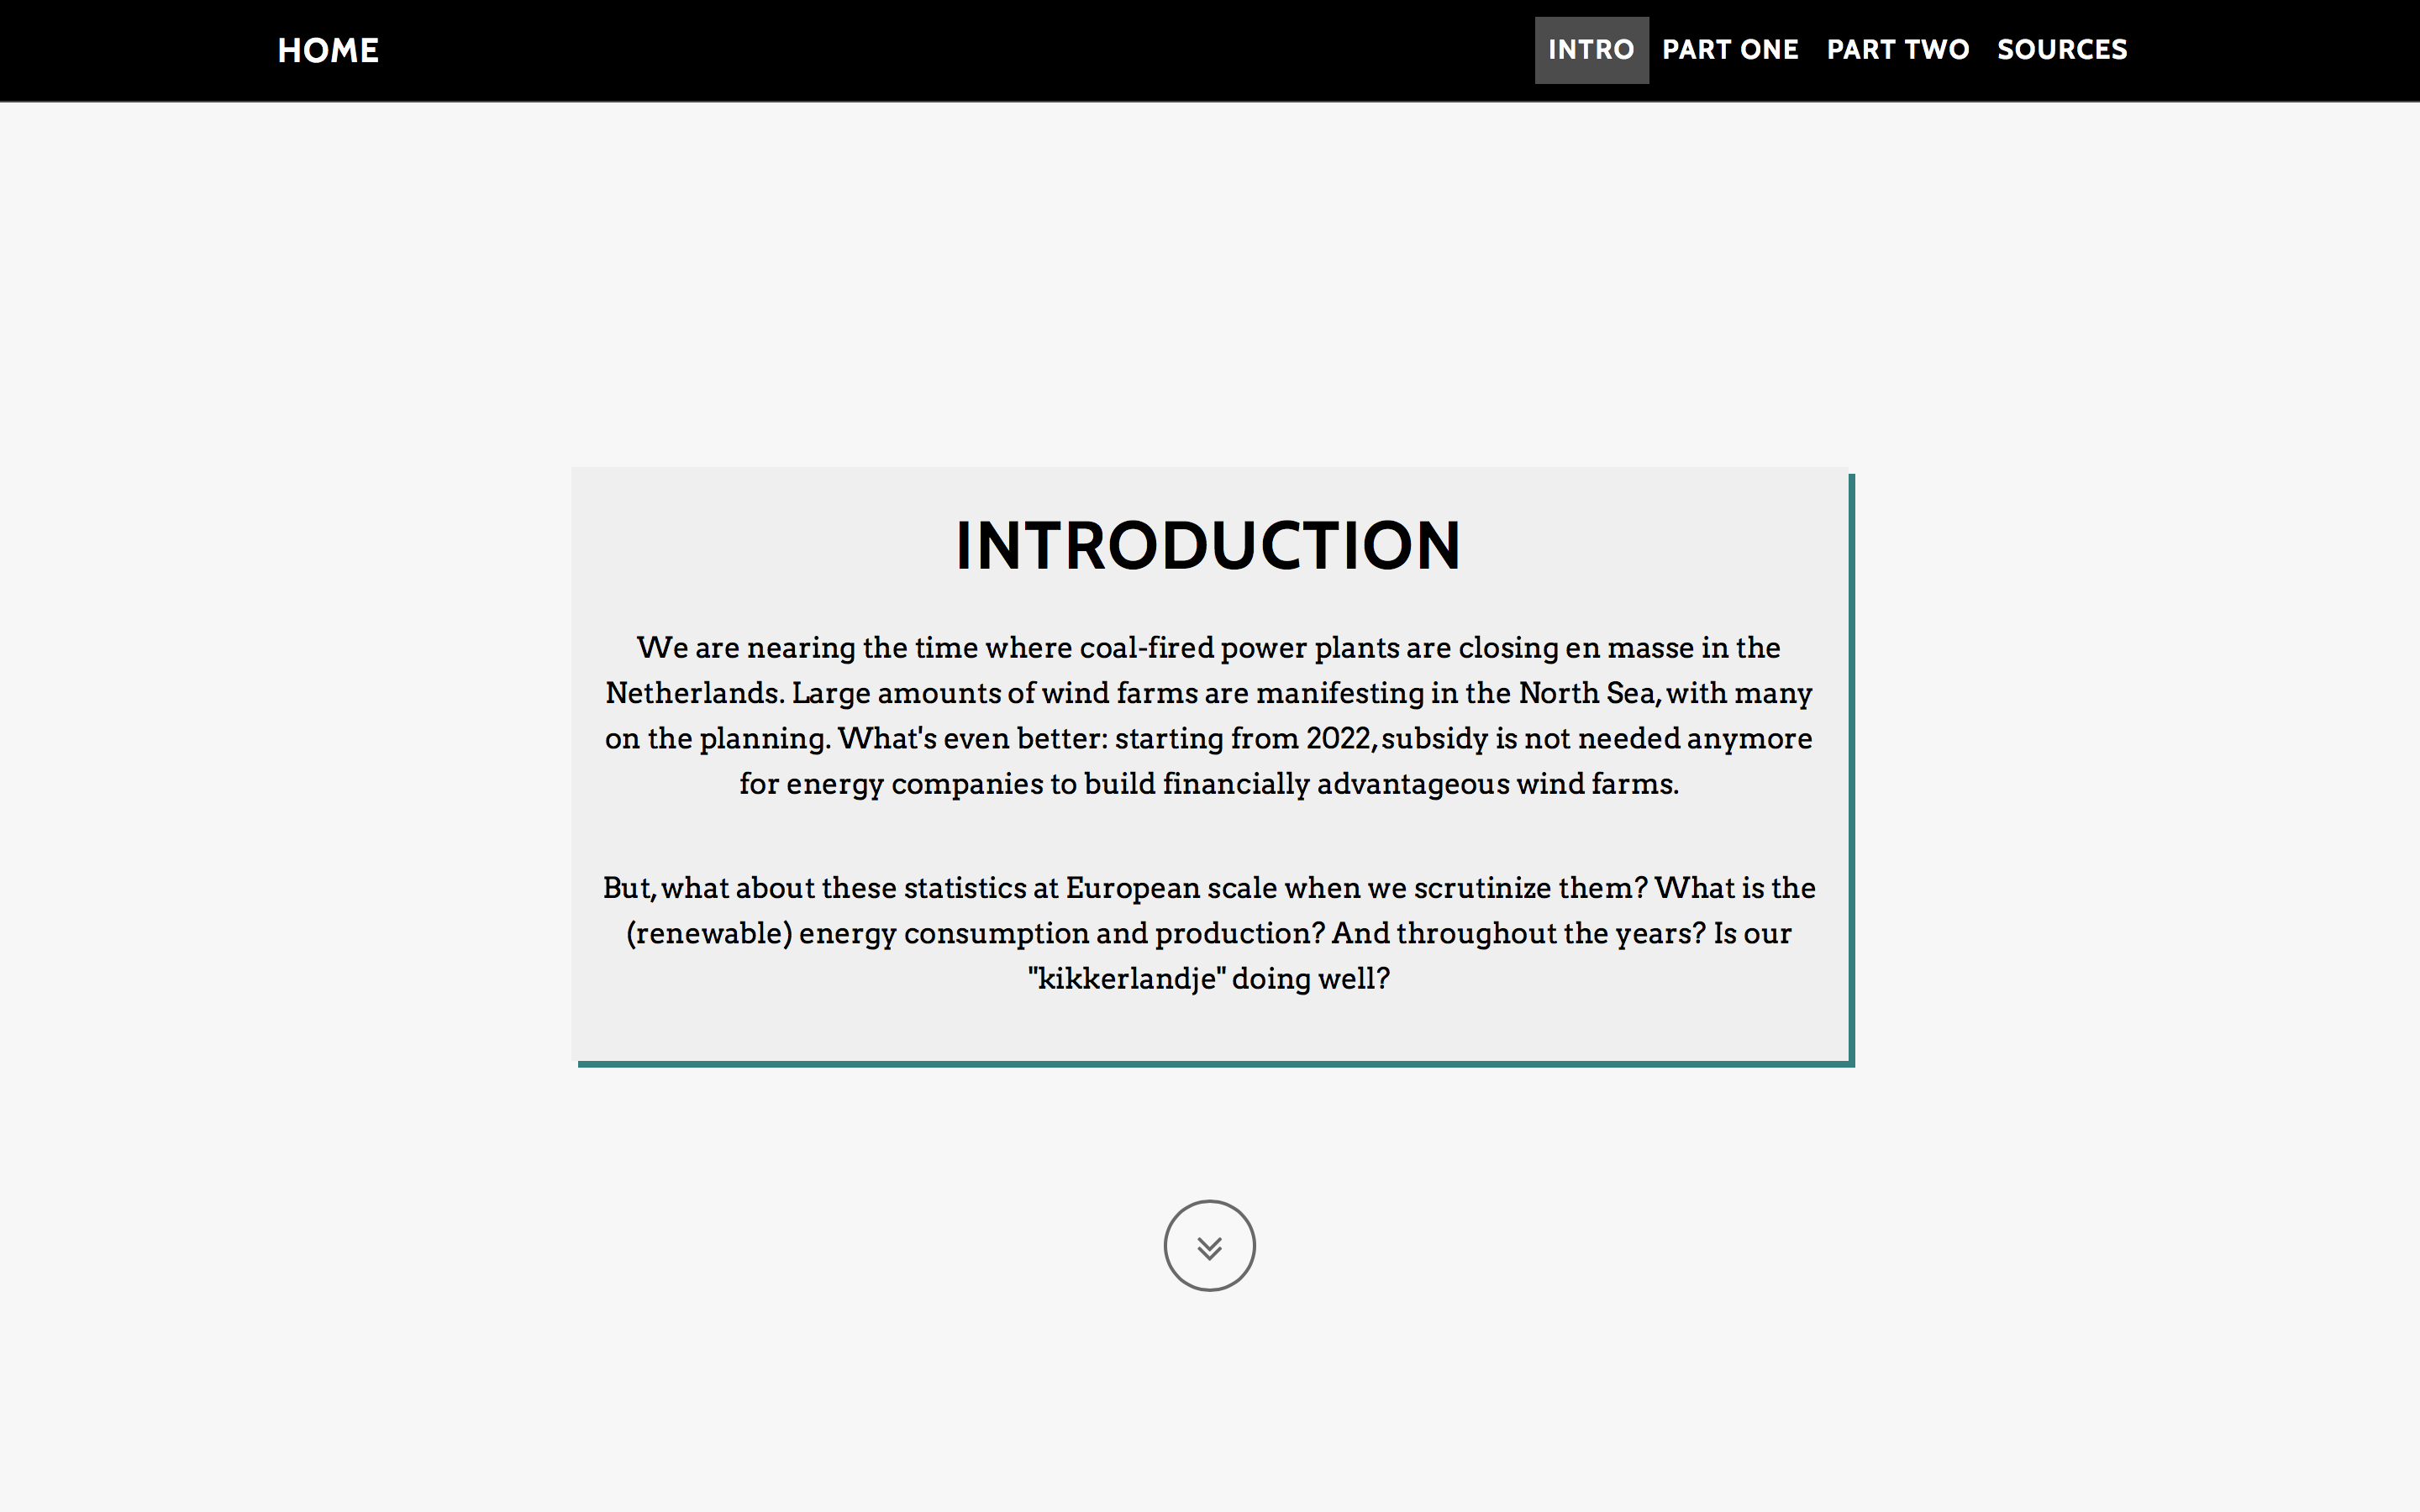 HOME
INTRO PART ONE PART TWO SOURCES
INTRODUCTION
We are nearing the time where coal-fired power plants are closing en masse in the
Netherlands. Large amounts of wind farms are manifesting in the North Sea, with many
on the planning. What's even better: starting from 2022, subsidy is not needed anymore
for energy companies to build financially advantageous wind farms.
But, what about these statistics at European scale when we scrutinize them? What is the
(renewable) energy consumption and production? And throughout the years? Is our
"kikkerlandje" doing well?